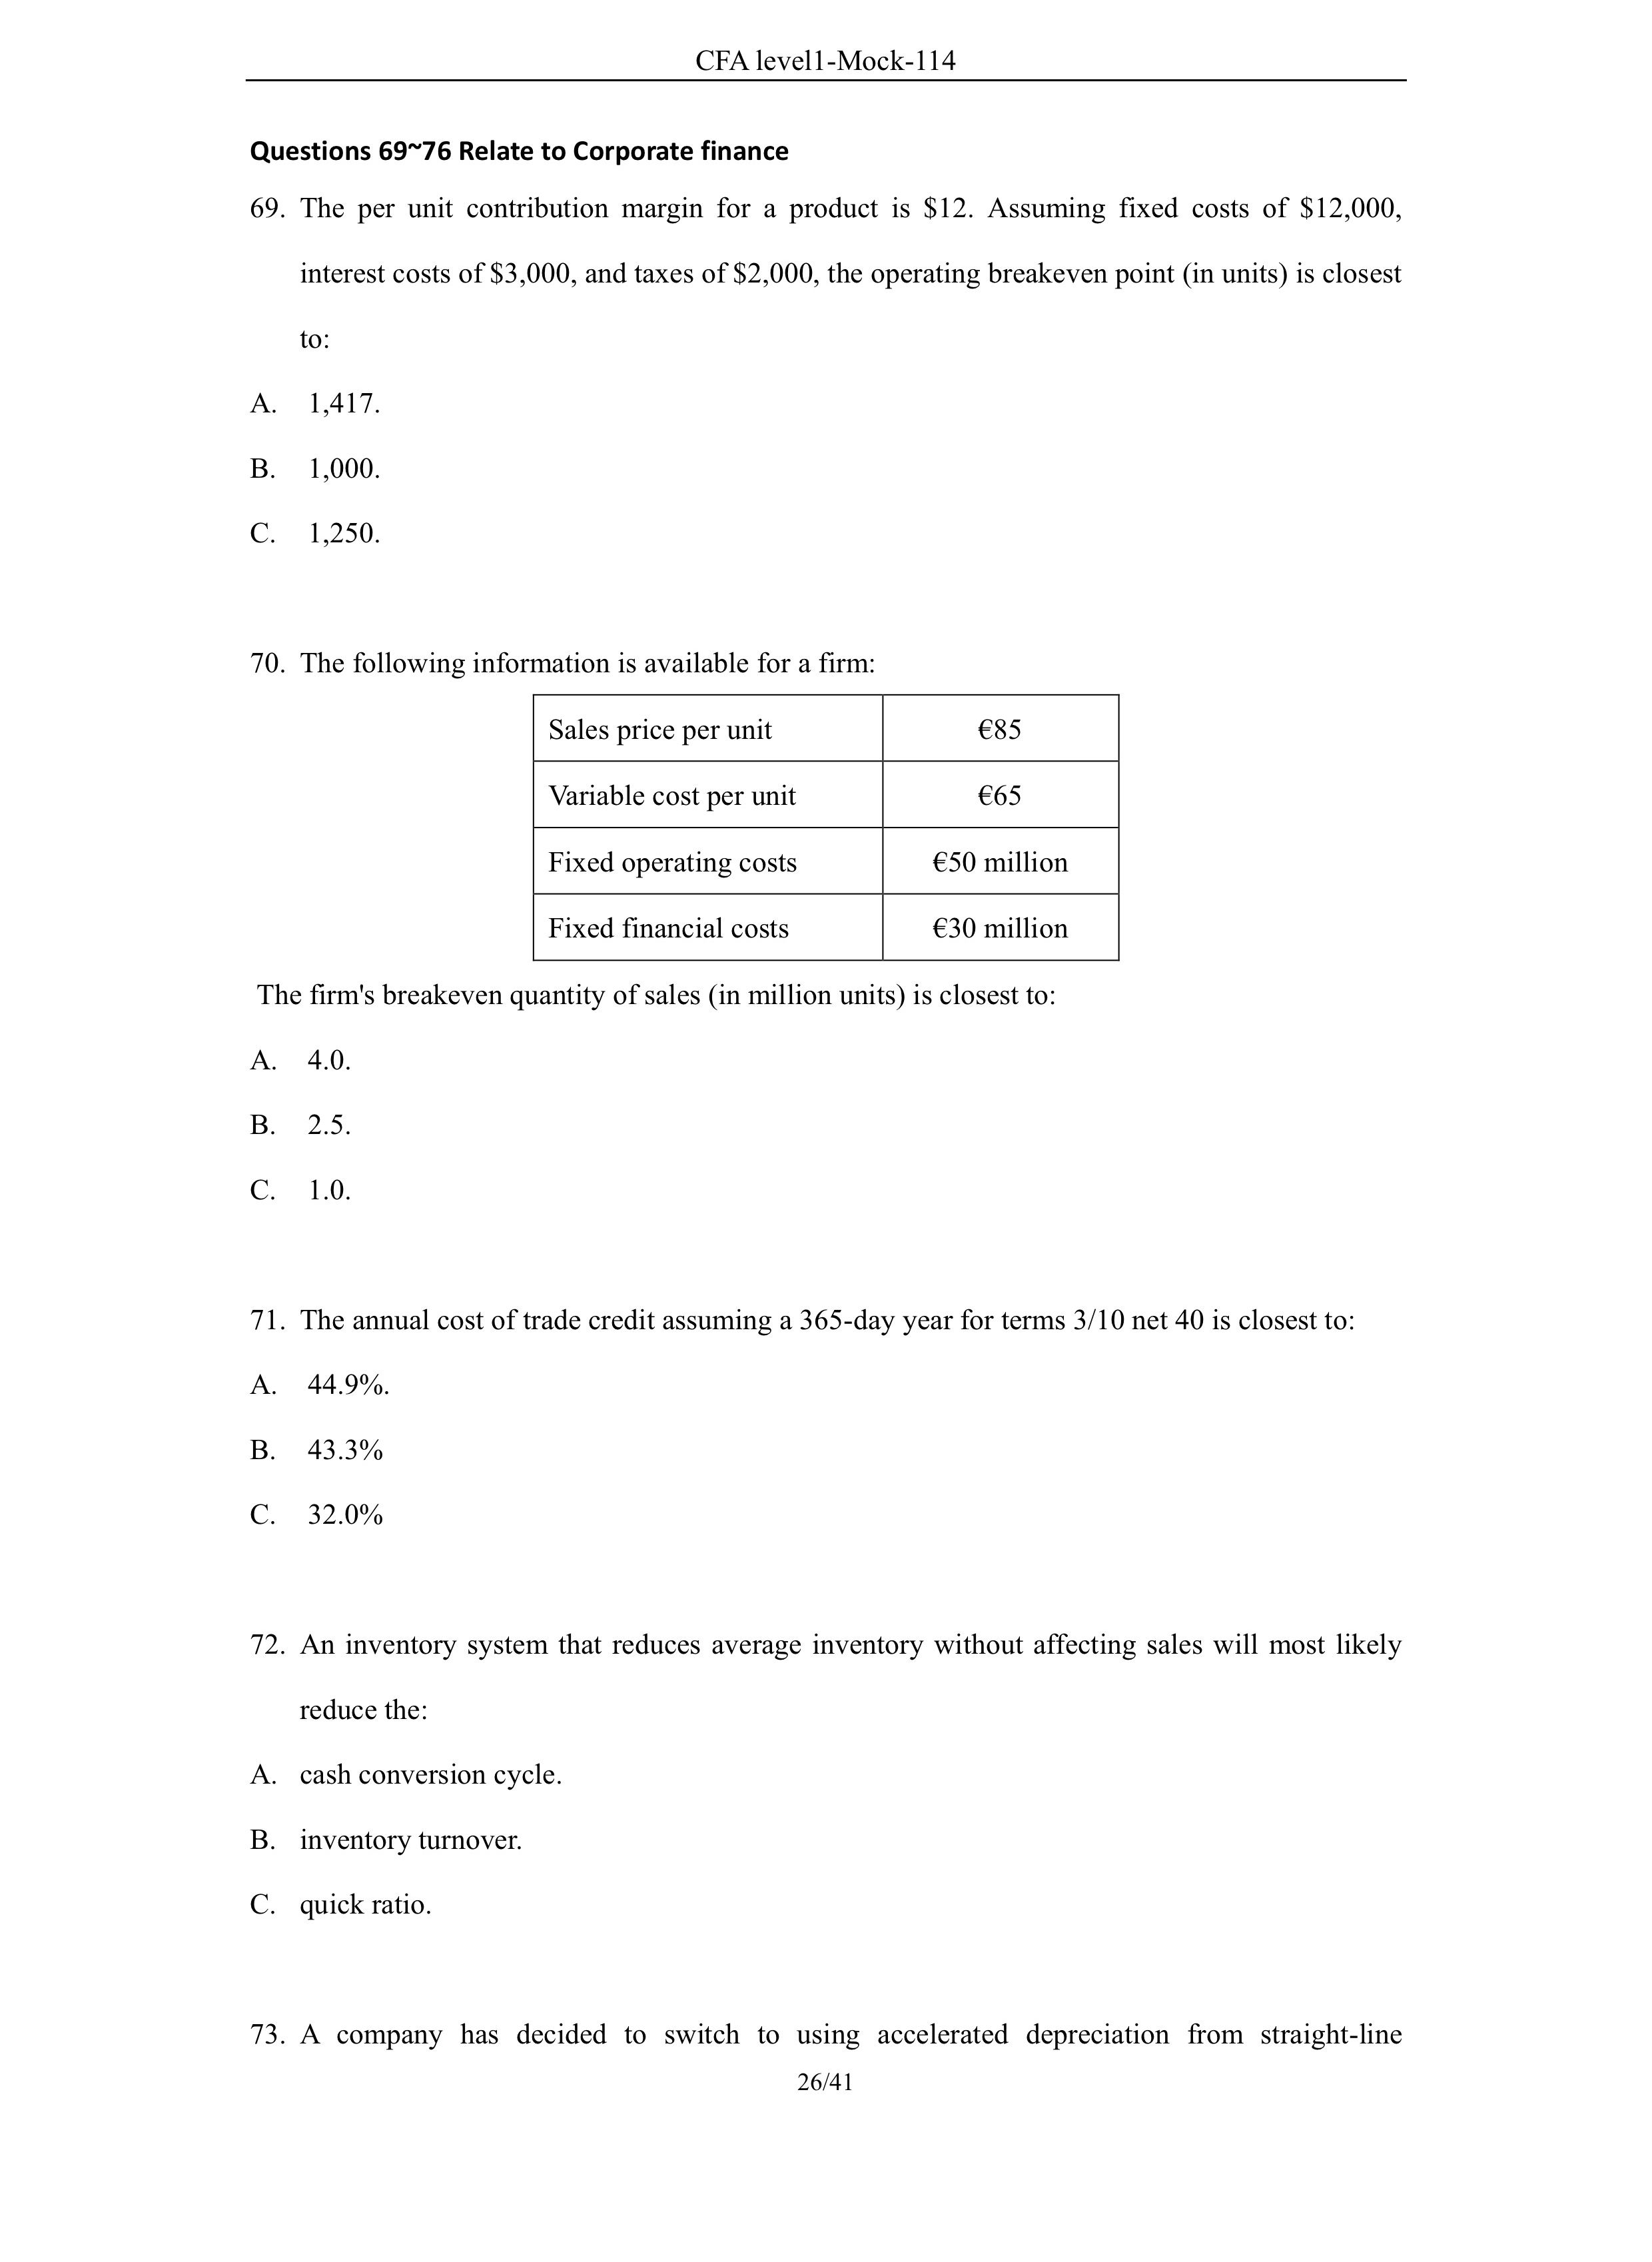 CFA level1-Mock-114
Questions 69~76 Relate to Corporate finance
69. The per unit contribution margin for a product is $12. Assuming fixed costs of $12,000,
interest costs of $3,000, and taxes of $2,000, the operating breakeven point (in units) is closest
to:
A. 1,417.
B. 1,000.
C. 1,250.
70. The following information is available for a firm:
Sales price per unit €85
Variable cost per unit €65
Fixed operating costs €50 million
Fixed financial costs €30 million
The firm's breakeven quantity of sales (in million units) is closest to:
A. 4.0.
B. 2.5.
C. 1.0.
71. The annual cost of trade credit assuming a 365-day year for terms 3/10 net 40 is closest to:
A. 44.9%.
B. 43.3%
C. 32.0%
72. An inventory system that reduces average inventory without affecting sales will most likely
reduce the:
A. cash conversion cycle.
B. inventory turnover.
C. quick ratio.
73. A company has decided to switch to using accelerated depreciation from straight-line
26/41